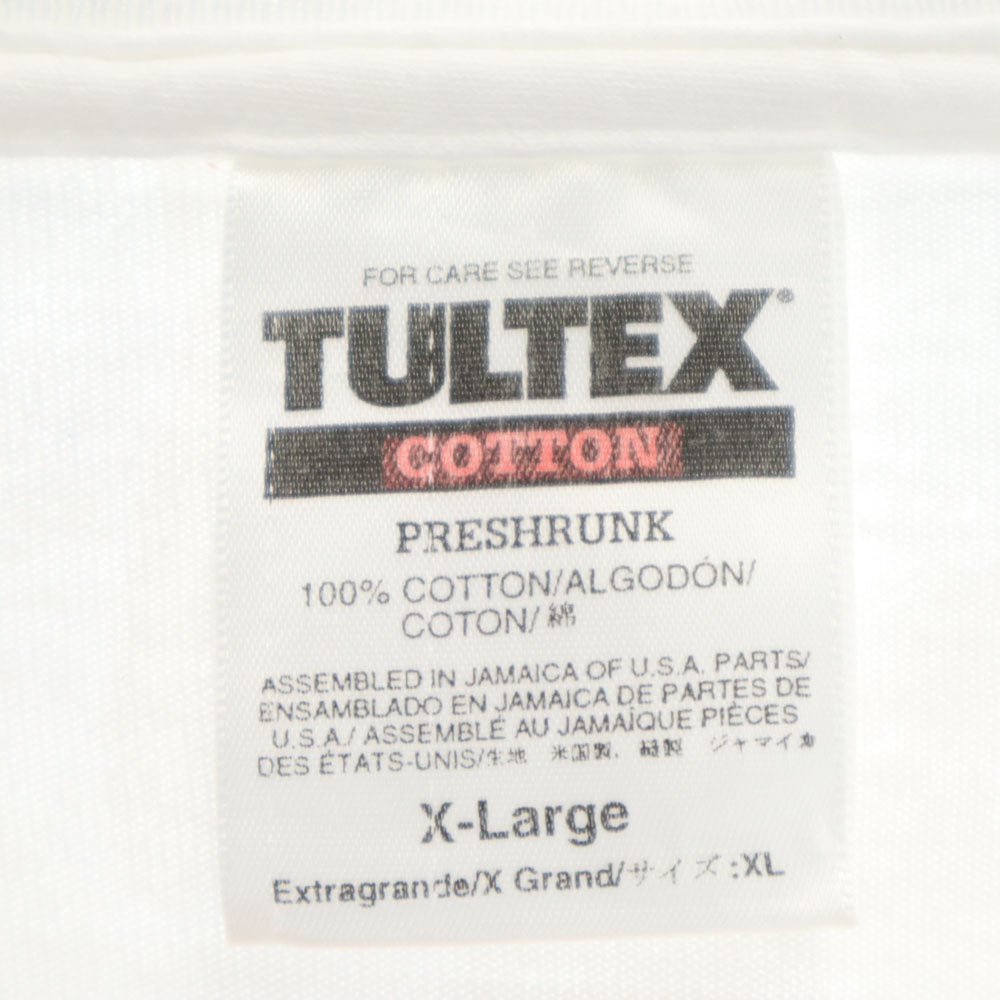 FOR CARE SEE REVERSE
TULTEX®
COTTON
PRESHRUNK
100% COTTON/ALGODÓN/
COTON/綿
ASSEMBLED IN JAMAICA OF U.S.A. PARTS/
ENSAMBLADO EN JAMAICA DE PARTES DE
U.S.A./ ASSEMBLÉ AU JAMAÏQUE PIÈCES
DES ÉTATS-UNIS/生地 米国製, 縫製 ジャマイカ
X-Large
Extragrande/X Grand/サイズ:XL